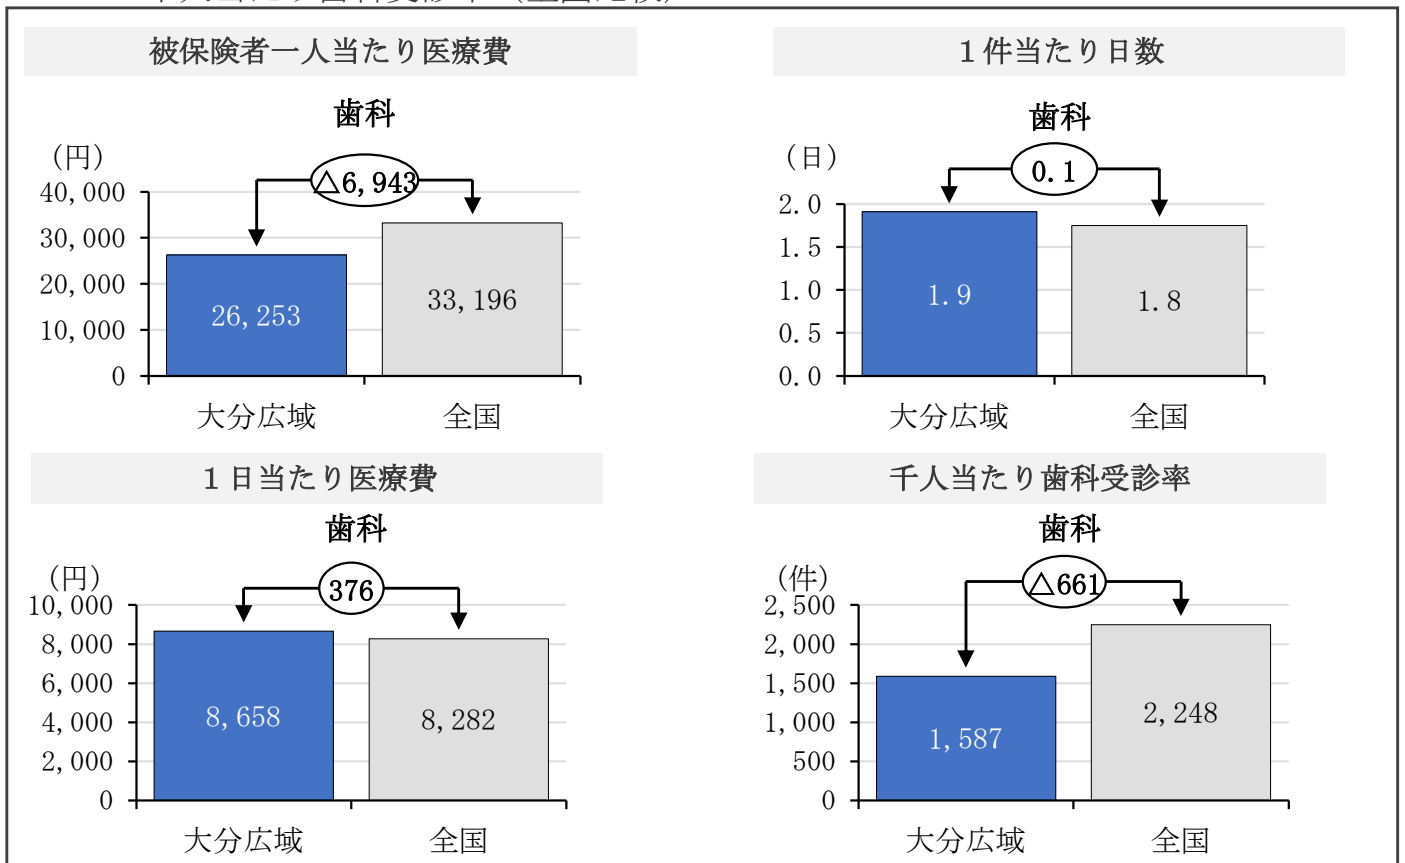 被保険者一人当たり医療費
歯科
(円)
△6,943
40,000
30,000
20,000
10,000
0
26,253
33,196
大分広域
全国
１件当たり日数
歯科
(日)
0.1
2.0
1.5
1.0
0.5
0.0
1.9
1.8
大分広域
全国
１日当たり医療費
歯科
(円)
376
10,000
8,000
6,000
4,000
2,000
0
8,658
8,282
大分広域
全国
千人当たり歯科受診率
歯科
(件)
△661
2,500
2,000
1,500
1,000
500
0
1,587
2,248
大分広域
全国